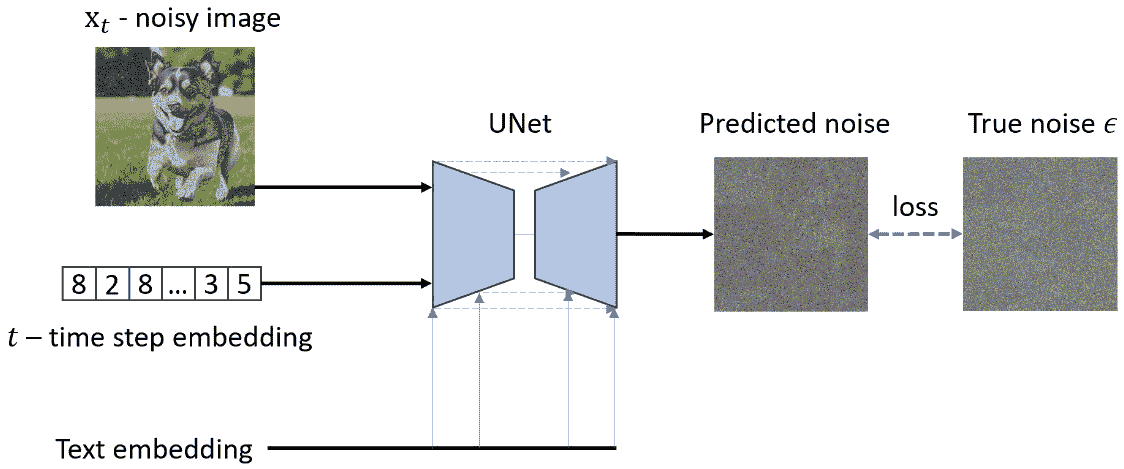 x_t - noisy image
UNet
Predicted noise
True noise ϵ
loss
8 2 8 ... 3 5
t – time step embedding
Text embedding